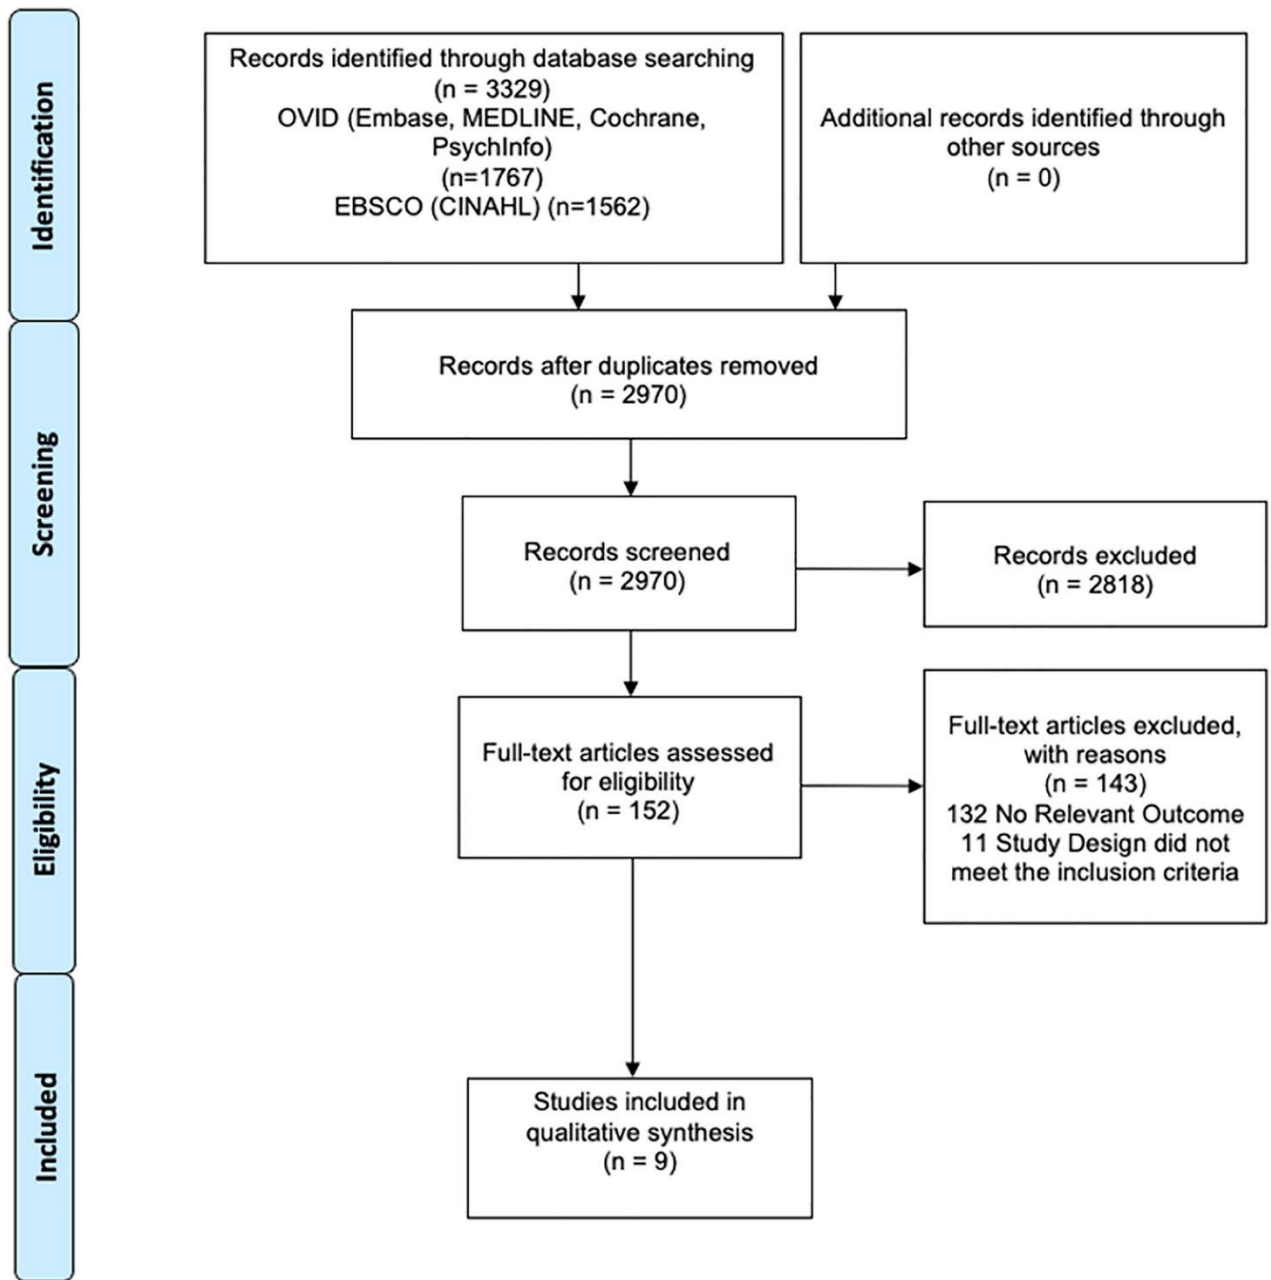 Identification
Records identified through database searching
(n = 3329)
OVID (Embase, MEDLINE, Cochrane,
PsychInfo)
(n=1767)
EBSCO (CINAHL) (n=1562)
Additional records identified through
other sources
(n = 0)
Screening
Records after duplicates removed
(n = 2970)
Records screened
(n = 2970)
Records excluded
(n = 2818)
Eligibility
Full-text articles assessed
for eligibility
(n = 152)
Full-text articles excluded,
with reasons
(n = 143)
132 No Relevant Outcome
11 Study Design did not
meet the inclusion criteria
Included
Studies included in
qualitative synthesis
(n = 9)